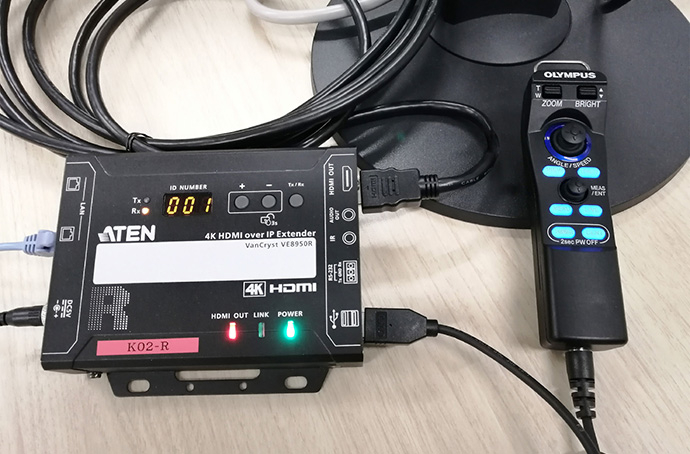 LAN
ID NUMBER
Tx
Rx
001
+
−
Tx / Rx
3s
HDMI OUT
AUDIO OUT
IR
ATEN
4K HDMI over IP Extender
VanCryst VE8950R
RS-232
DC5V
R
4K HDMI
HDMI OUT
LINK
POWER
K02-R
OLYMPUS
T
W
ZOOM
BRIGHT
ANGLE / SPEED
MEAS
/ ENT
2sec PW OFF